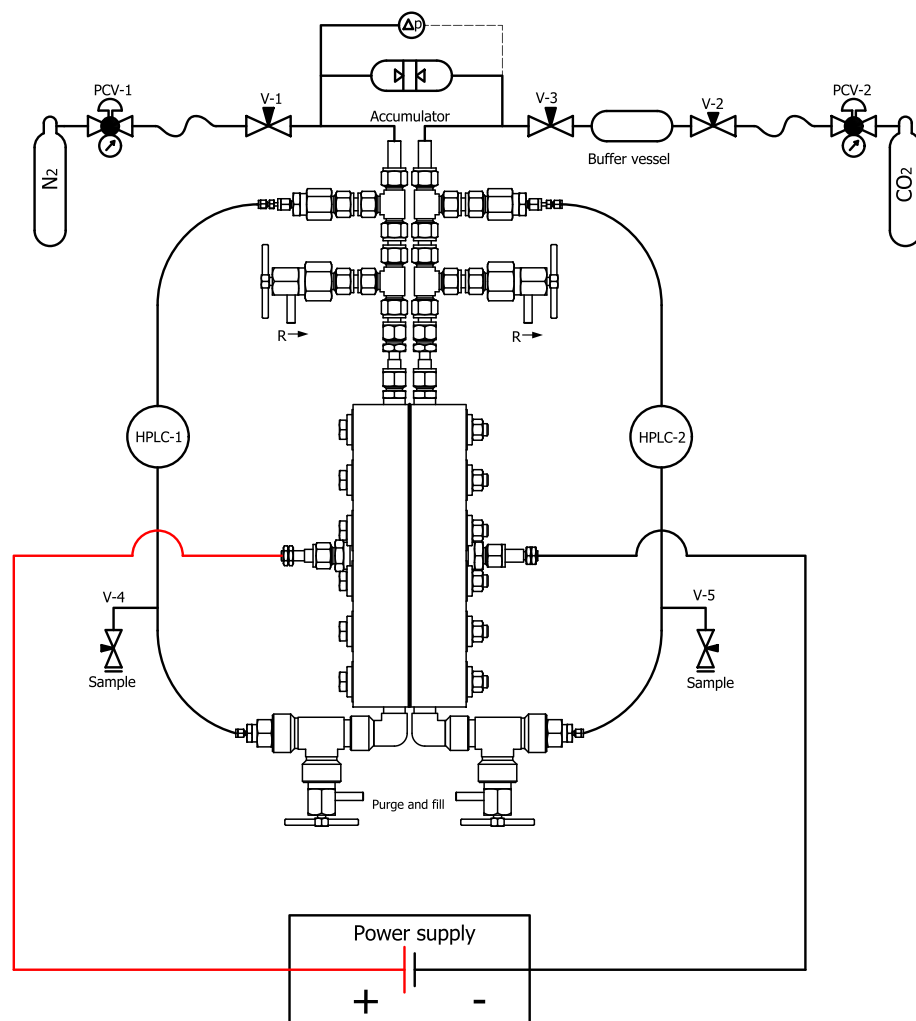 Δp
PCV-1
V-1
Accumulator
V-3
V-2
PCV-2
N2
Buffer vessel
CO2
R
R
HPLC-1
HPLC-2
V-4
V-5
Sample
Sample
Purge and fill
Power supply
+ -